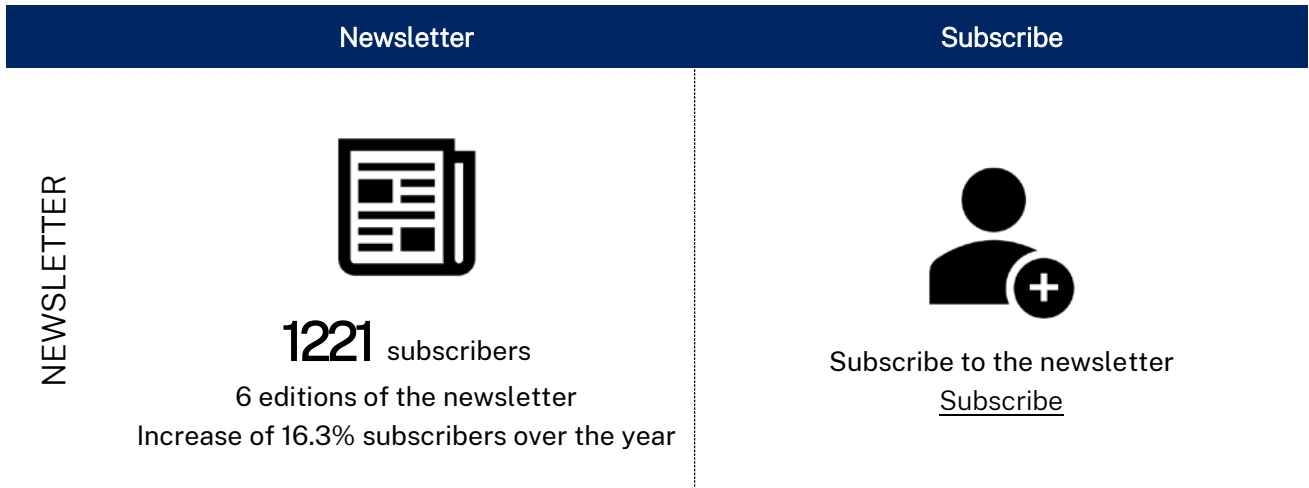 Newsletter
Subscribe
NEWSLETTER
1221 subscribers
6 editions of the newsletter
Increase of 16.3% subscribers over the year
Subscribe to the newsletter
Subscribe